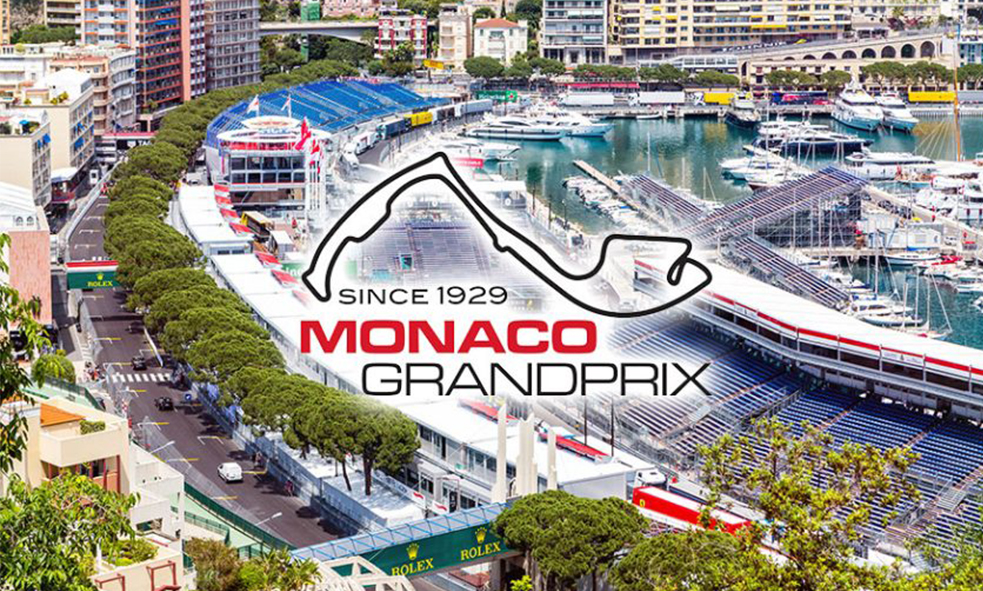 SINCE 1929
MONACO
GRANDPRIX
ROLEX
ROLEX
ROLEX